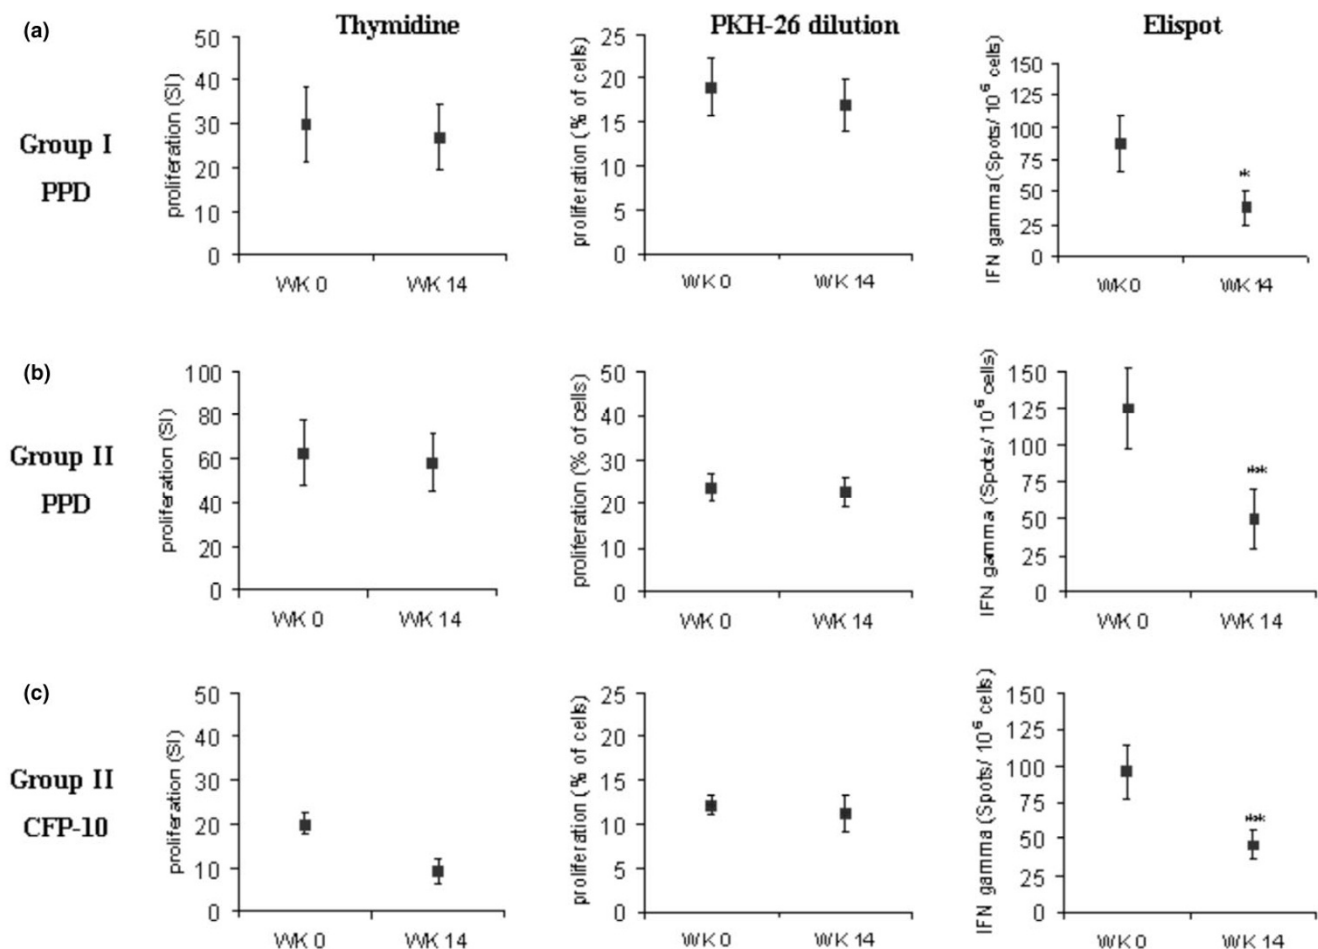 (a)
Thymidine
PKH-26 dilution
Elispot
Group I
PPD
proliferation (SI)
50
40
30
20
10
0
WK 0
WK 14
proliferation (% of cells)
25
20
15
10
5
0
WK 0
WK 14
IFN gamma (Spots/ 10⁶ cells)
150
125
100
75
50
25
0
*
WK 0
WK 14
(b)
Group II
PPD
proliferation (SI)
100
80
60
40
20
0
WK 0
WK 14
proliferation (% of cells)
50
40
30
20
10
0
WK 0
WK 14
IFN gamma (Spots/ 10⁶ cells)
150
125
100
75
50
25
0
**
WK 0
WK 14
(c)
Group II
CFP-10
proliferation (SI)
50
40
30
20
10
0
WK 0
WK 14
proliferation (% of cells)
25
20
15
10
5
0
WK 0
WK 14
IFN gamma (Spots/ 10⁶ cells)
150
125
100
75
50
25
0
**
WK 0
WK 14